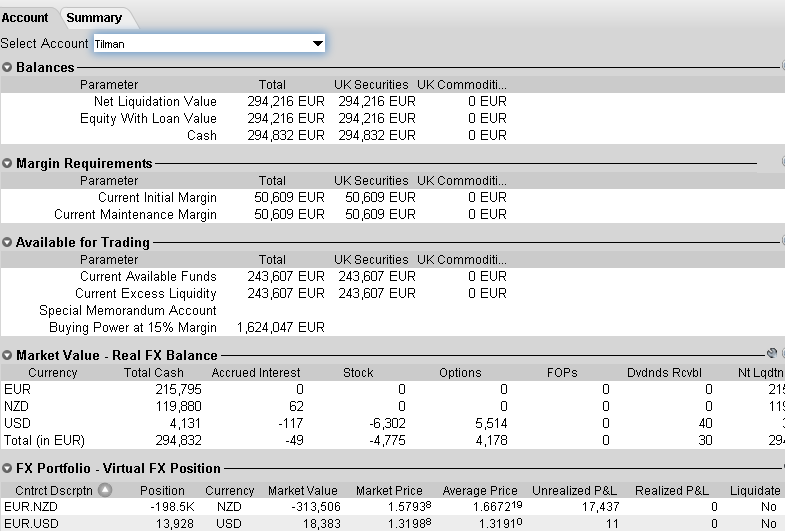 Account Summary
Select Account Tilman
Balances
Parameter Total UK Securities UK Commoditi...
Net Liquidation Value 294,216 EUR 294,216 EUR 0 EUR
Equity With Loan Value 294,216 EUR 294,216 EUR 0 EUR
Cash 294,832 EUR 294,832 EUR 0 EUR
Margin Requirements
Parameter Total UK Securities UK Commoditi...
Current Initial Margin 50,609 EUR 50,609 EUR 0 EUR
Current Maintenance Margin 50,609 EUR 50,609 EUR 0 EUR
Available for Trading
Parameter Total UK Securities UK Commoditi...
Current Available Funds 243,607 EUR 243,607 EUR 0 EUR
Current Excess Liquidity 243,607 EUR 243,607 EUR 0 EUR
Special Memorandum Account
Buying Power at 15% Margin 1,624,047 EUR
Market Value - Real FX Balance
Currency Total Cash Accrued Interest Stock Options FOPs Dvdnds Rcvbl Nt Lqdtn
EUR 215,795 0 0 0 0 0 215
NZD 119,880 62 0 0 0 0 119
USD 4,131 -117 -6,302 5,514 0 40
Total (in EUR) 294,832 -49 -4,775 4,178 0 30 294
FX Portfolio - Virtual FX Position
Cntrct Dscrptn Position Currency Market Value Market Price Average Price Unrealized P&L Realized P&L Liquidate
EUR.NZD -198.5K NZD -313,506 1.5793⁸ 1.6672¹⁹ 17,437 0 No
EUR.USD 13,928 USD 18,383 1.3198⁸ 1.3191⁰ 11 0 No